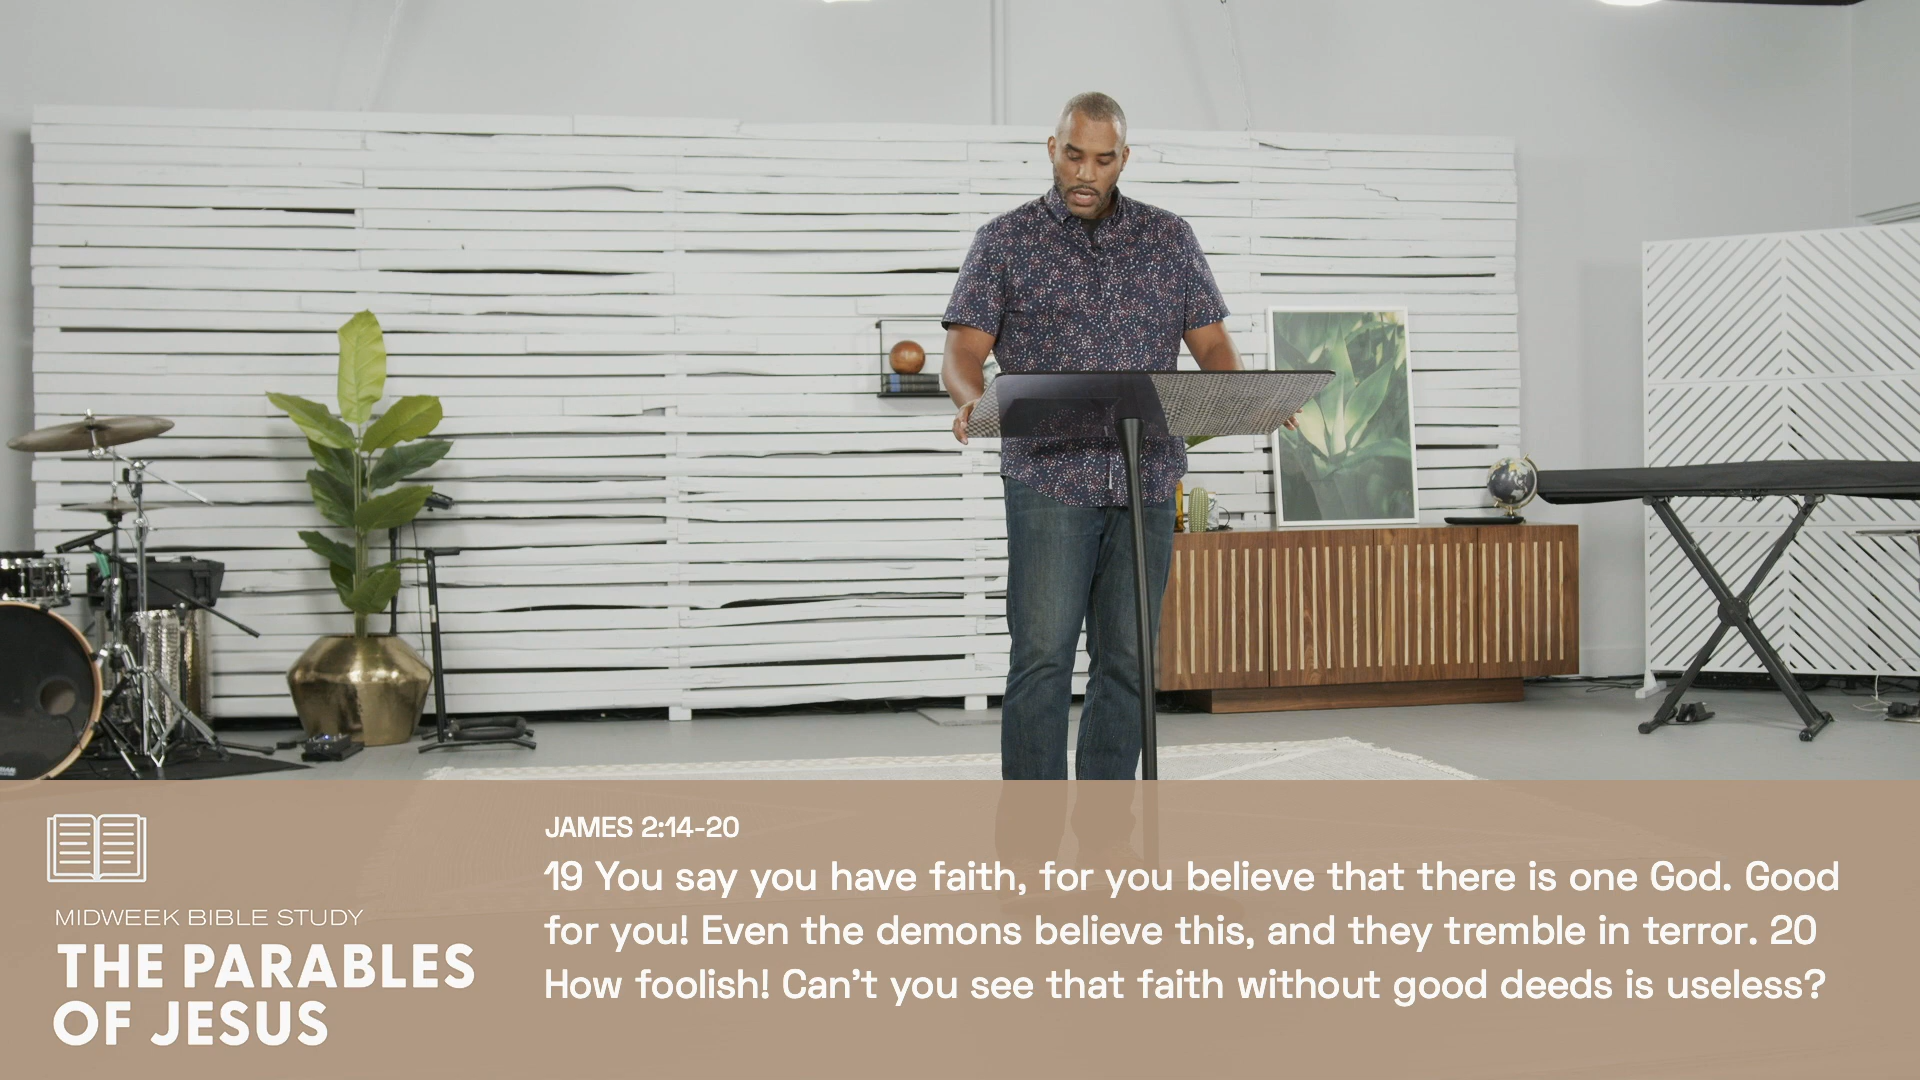 MIDWEEK BIBLE STUDY
THE PARABLES
OF JESUS
JAMES 2:14-20
19 You say you have faith, for you believe that there is one God. Good
for you! Even the demons believe this, and they tremble in terror. 20
How foolish! Can’t you see that faith without good deeds is useless?